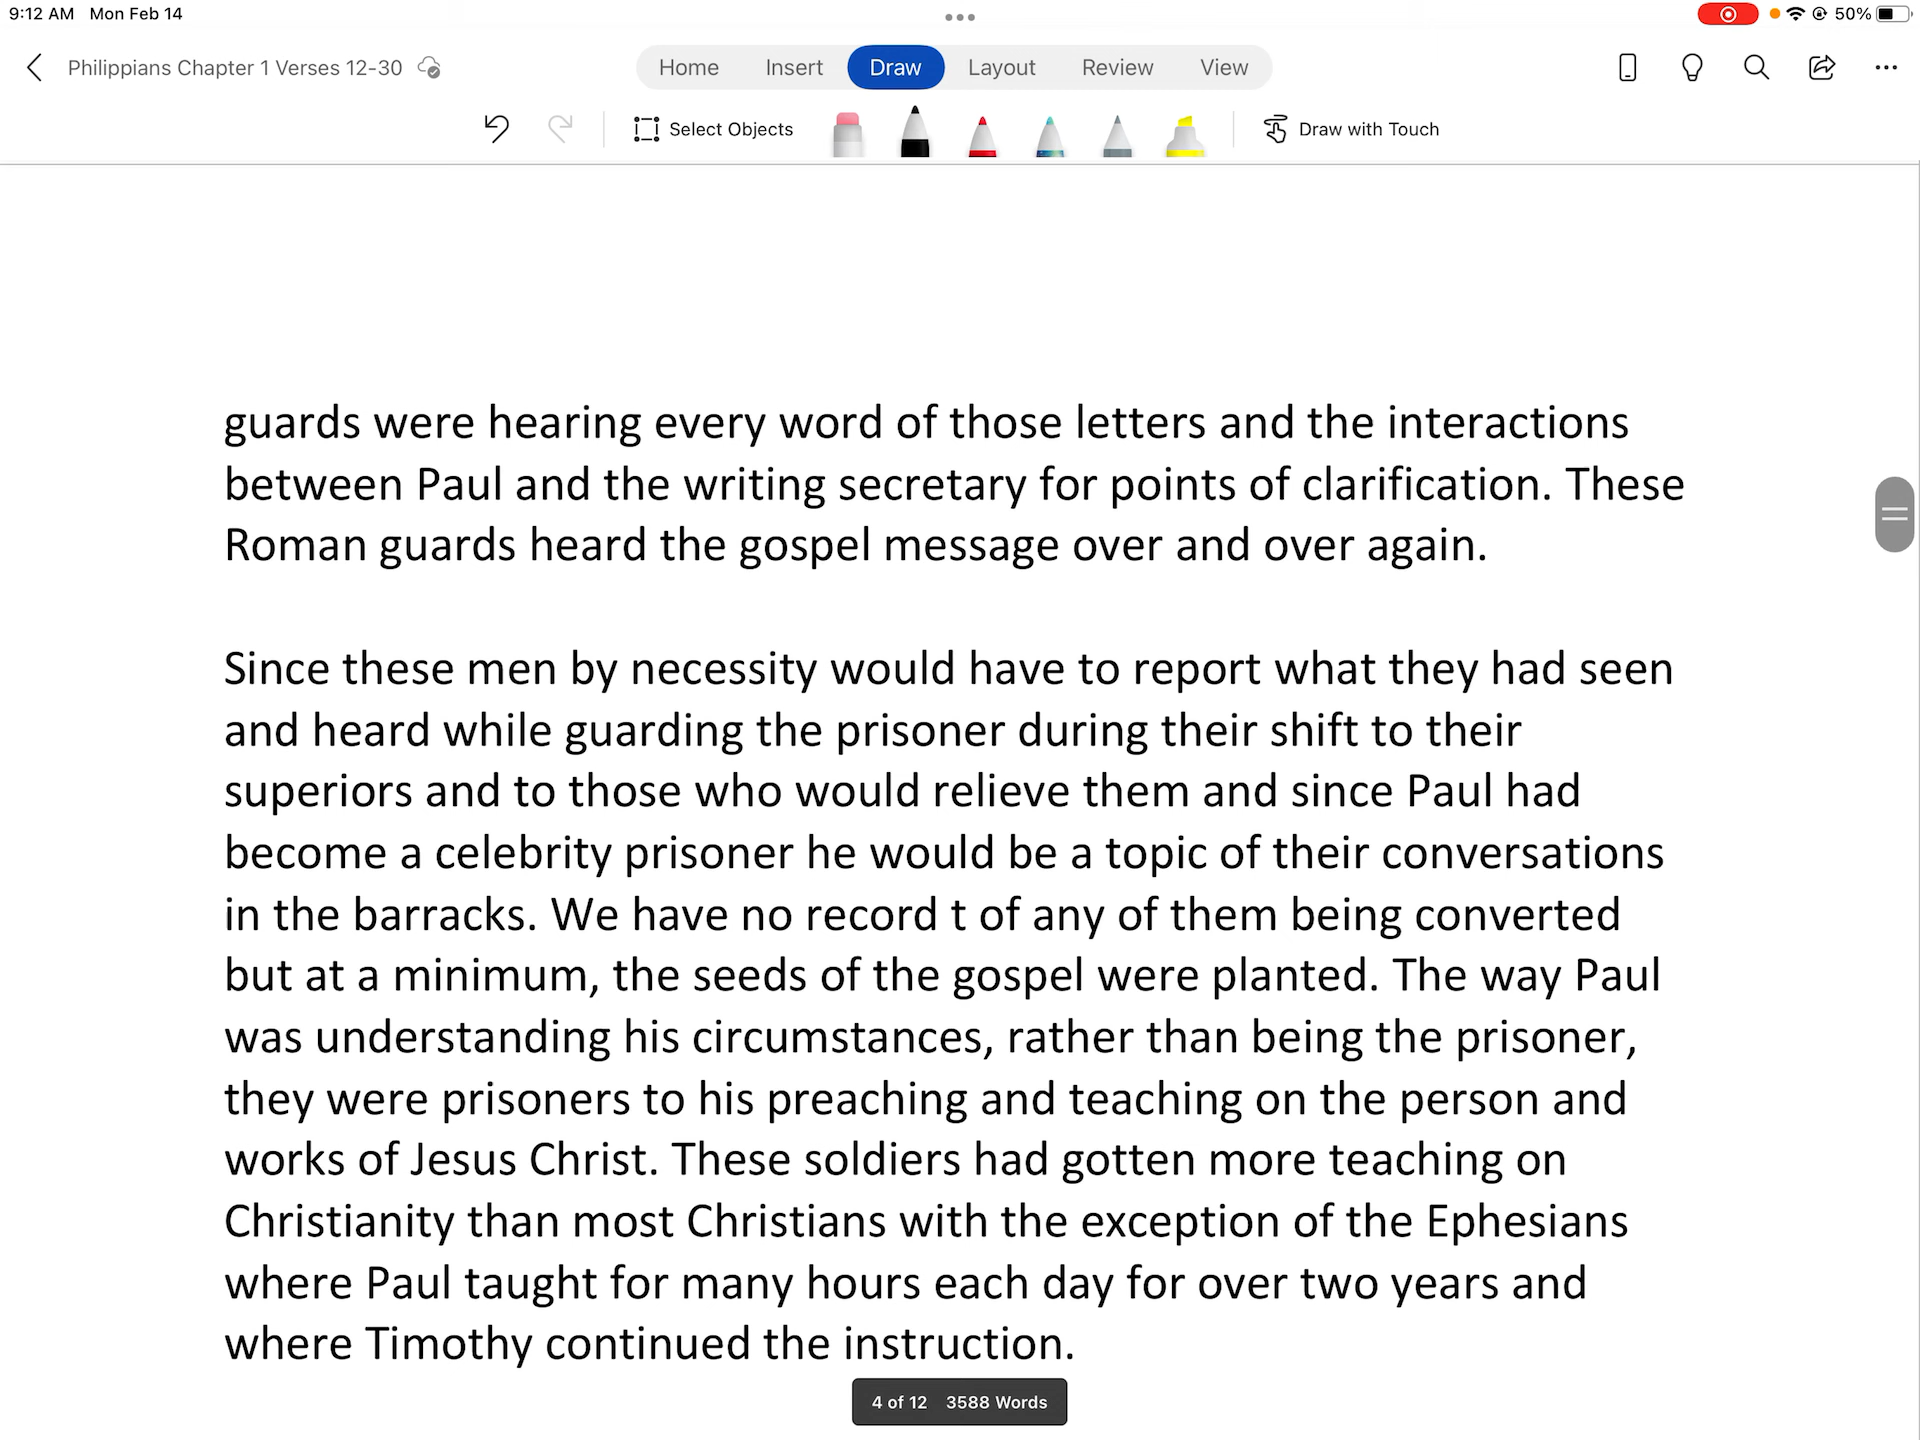 9:12 AM Mon Feb 14
50%
Philippians Chapter 1 Verses 12-30
Home Insert Draw Layout Review View
Select Objects
Draw with Touch
guards were hearing every word of those letters and the interactions
between Paul and the writing secretary for points of clarification. These
Roman guards heard the gospel message over and over again.
Since these men by necessity would have to report what they had seen
and heard while guarding the prisoner during their shift to their
superiors and to those who would relieve them and since Paul had
become a celebrity prisoner he would be a topic of their conversations
in the barracks. We have no record t of any of them being converted
but at a minimum, the seeds of the gospel were planted. The way Paul
was understanding his circumstances, rather than being the prisoner,
they were prisoners to his preaching and teaching on the person and
works of Jesus Christ. These soldiers had gotten more teaching on
Christianity than most Christians with the exception of the Ephesians
where Paul taught for many hours each day for over two years and
where Timothy continued the instruction.
4 of 12 3588 Words